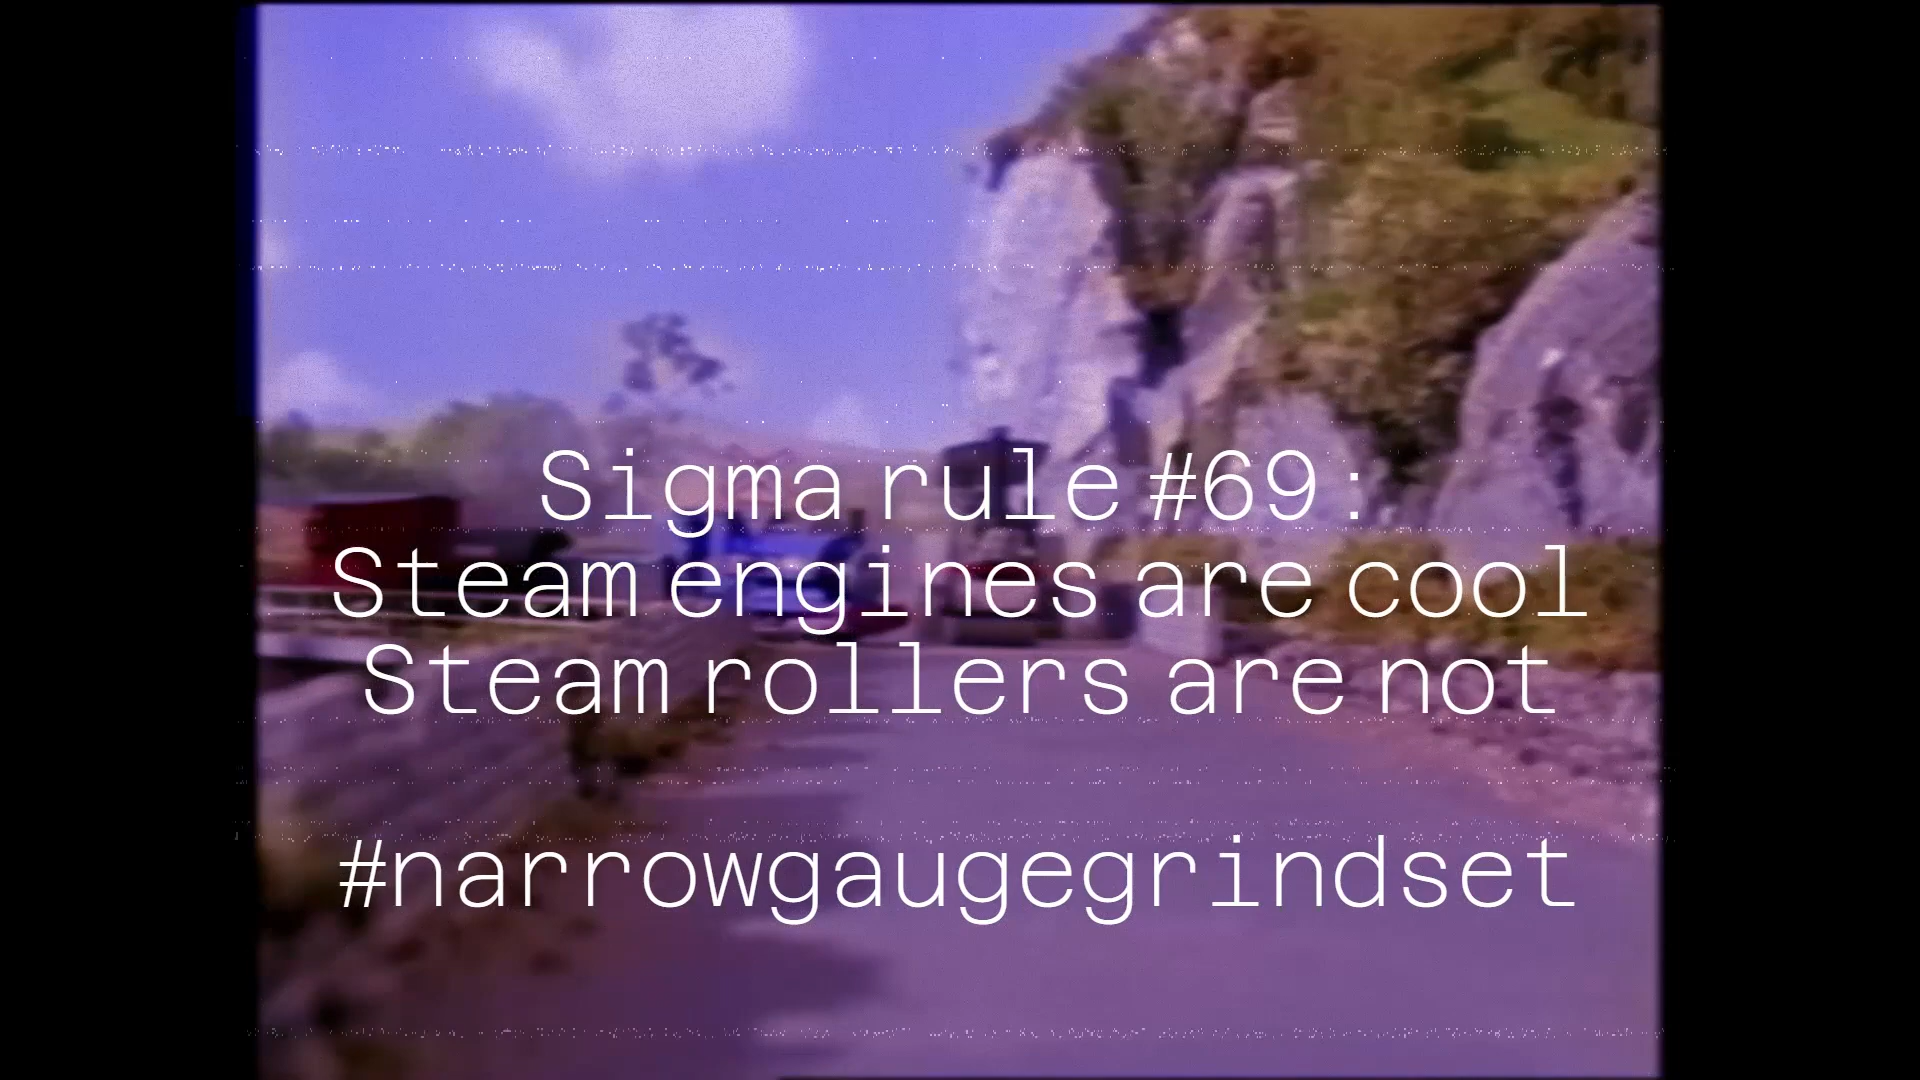 Sigma rule #69:
Steam engines are cool
Steam rollers are not
#narrowgaugegrindset